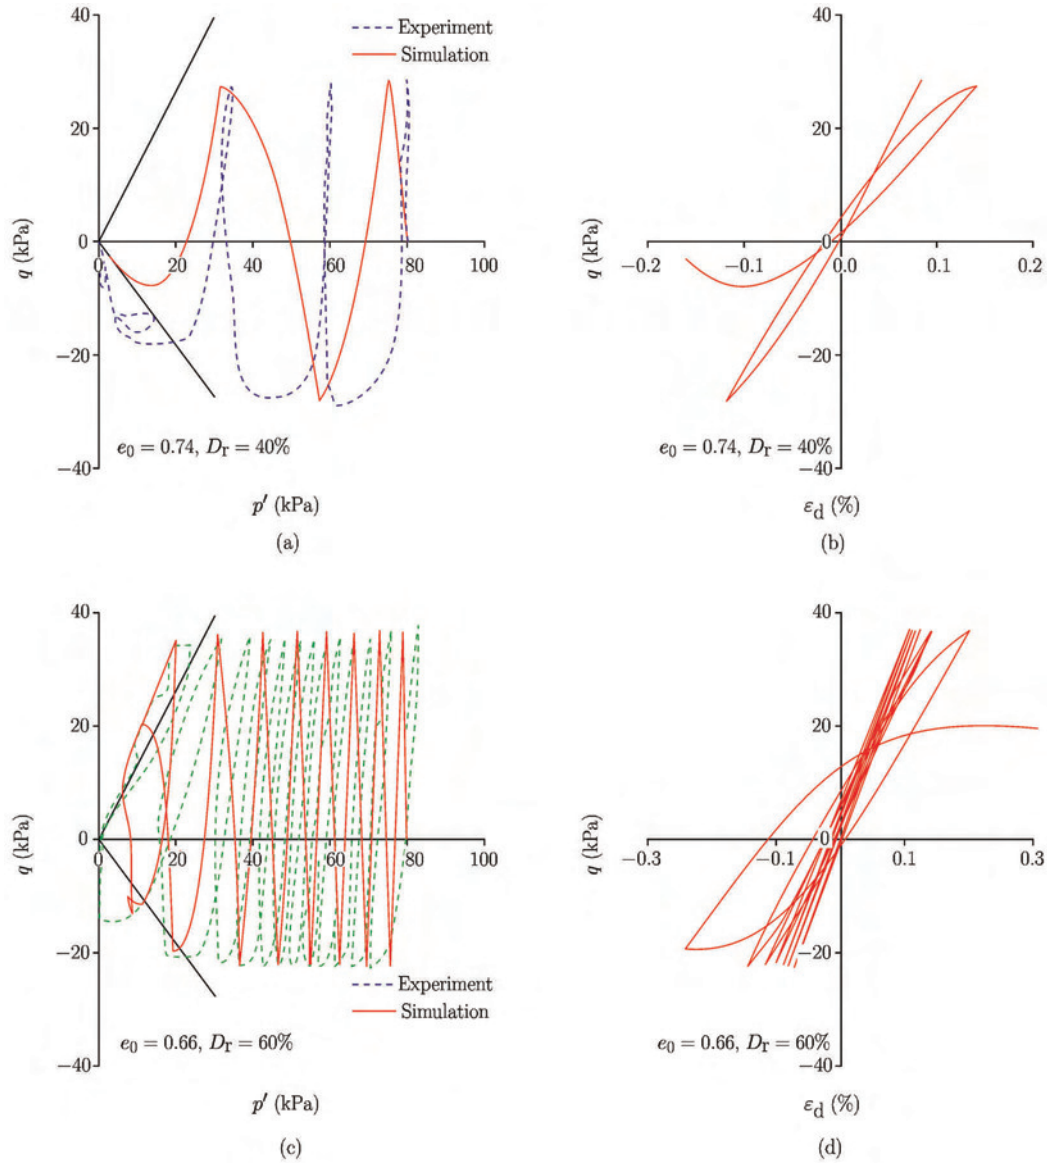 40
20
0
−20
−40
q (kPa)
0 20 40 60 80 100
Experiment
Simulation
e0 = 0.74, Dr = 40%
p′ (kPa)
(a)
40
20
0
−20
−40
q (kPa)
−0.2 −0.1 0.0 0.1 0.2
e0 = 0.74, Dr = 40%
εd (%)
(b)
40
20
0
−20
−40
q (kPa)
0 20 40 60 80 100
Experiment
Simulation
e0 = 0.66, Dr = 60%
p′ (kPa)
(c)
40
20
0
−20
−40
q (kPa)
−0.3 −0.1 0.1 0.3
e0 = 0.66, Dr = 60%
εd (%)
(d)